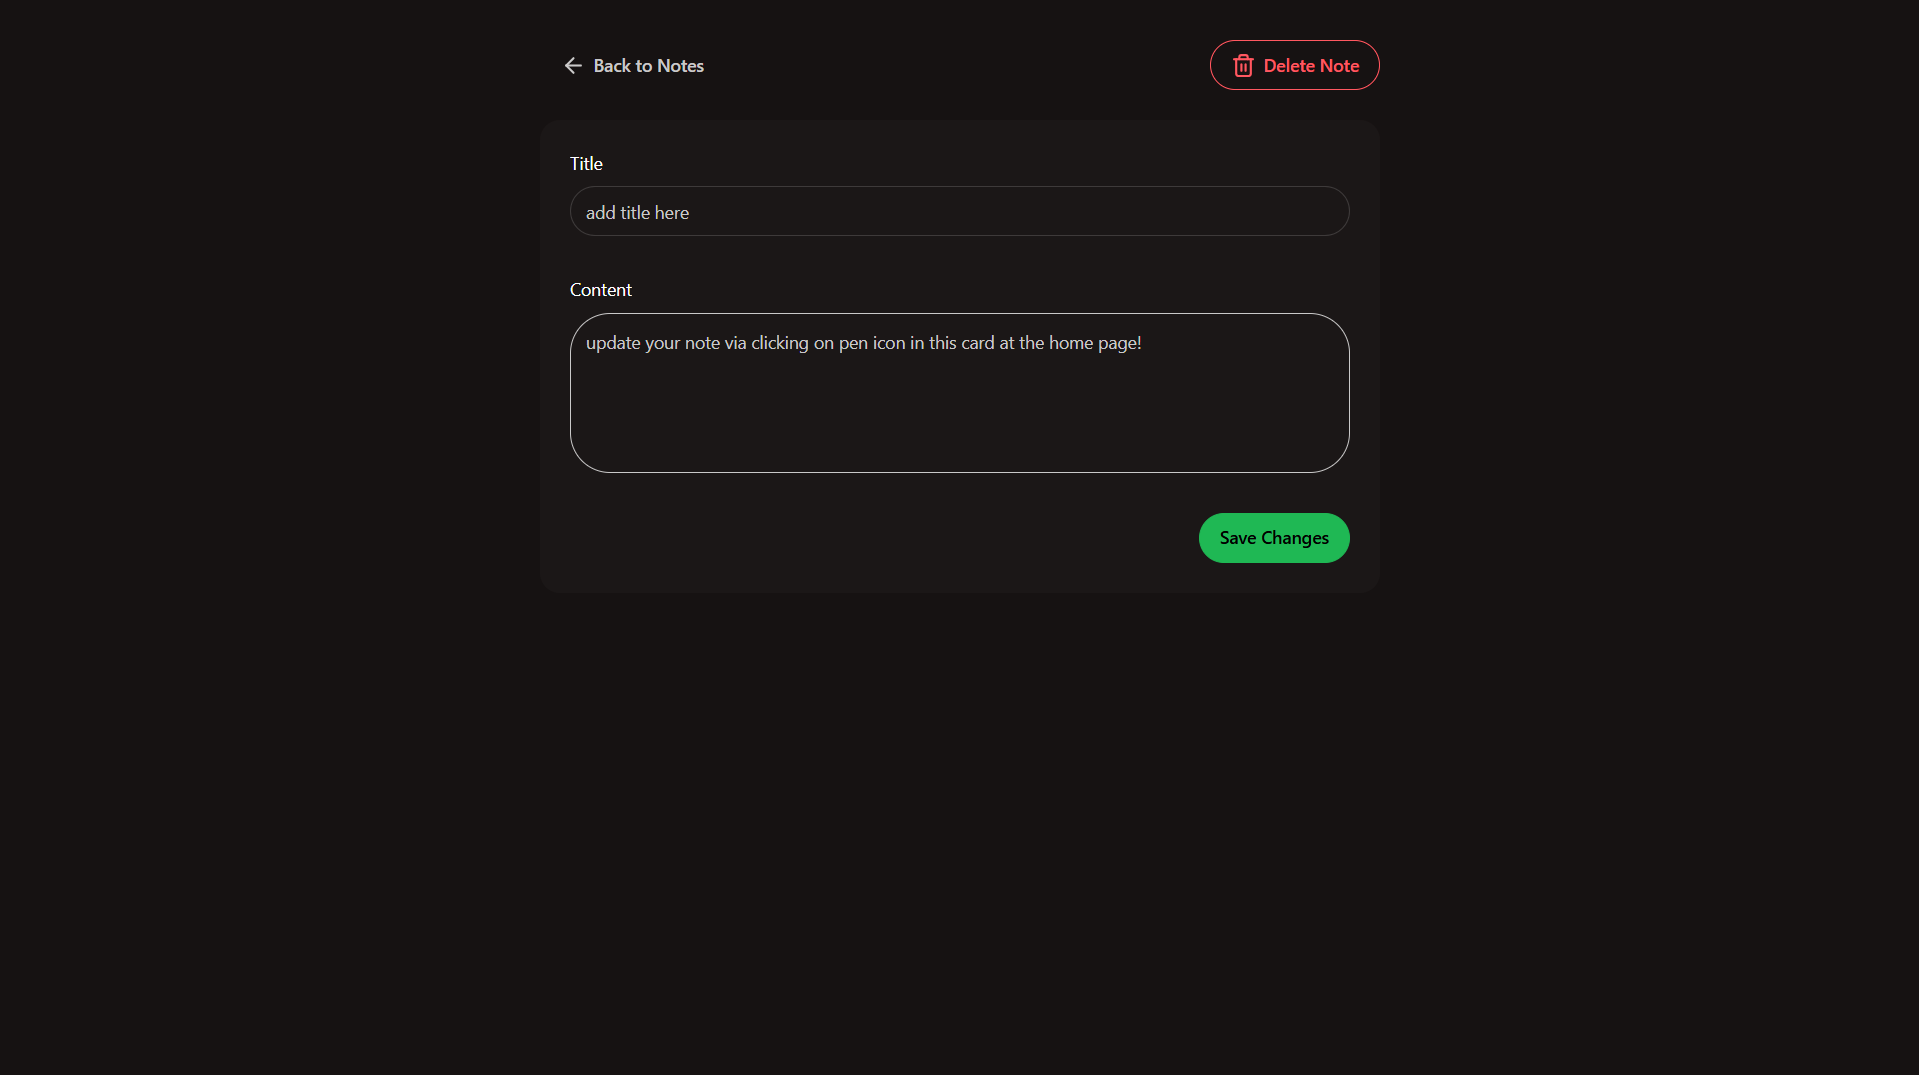 Back to Notes
Delete Note
Title
add title here
Content
update your note via clicking on pen icon in this card at the home page!
Save Changes